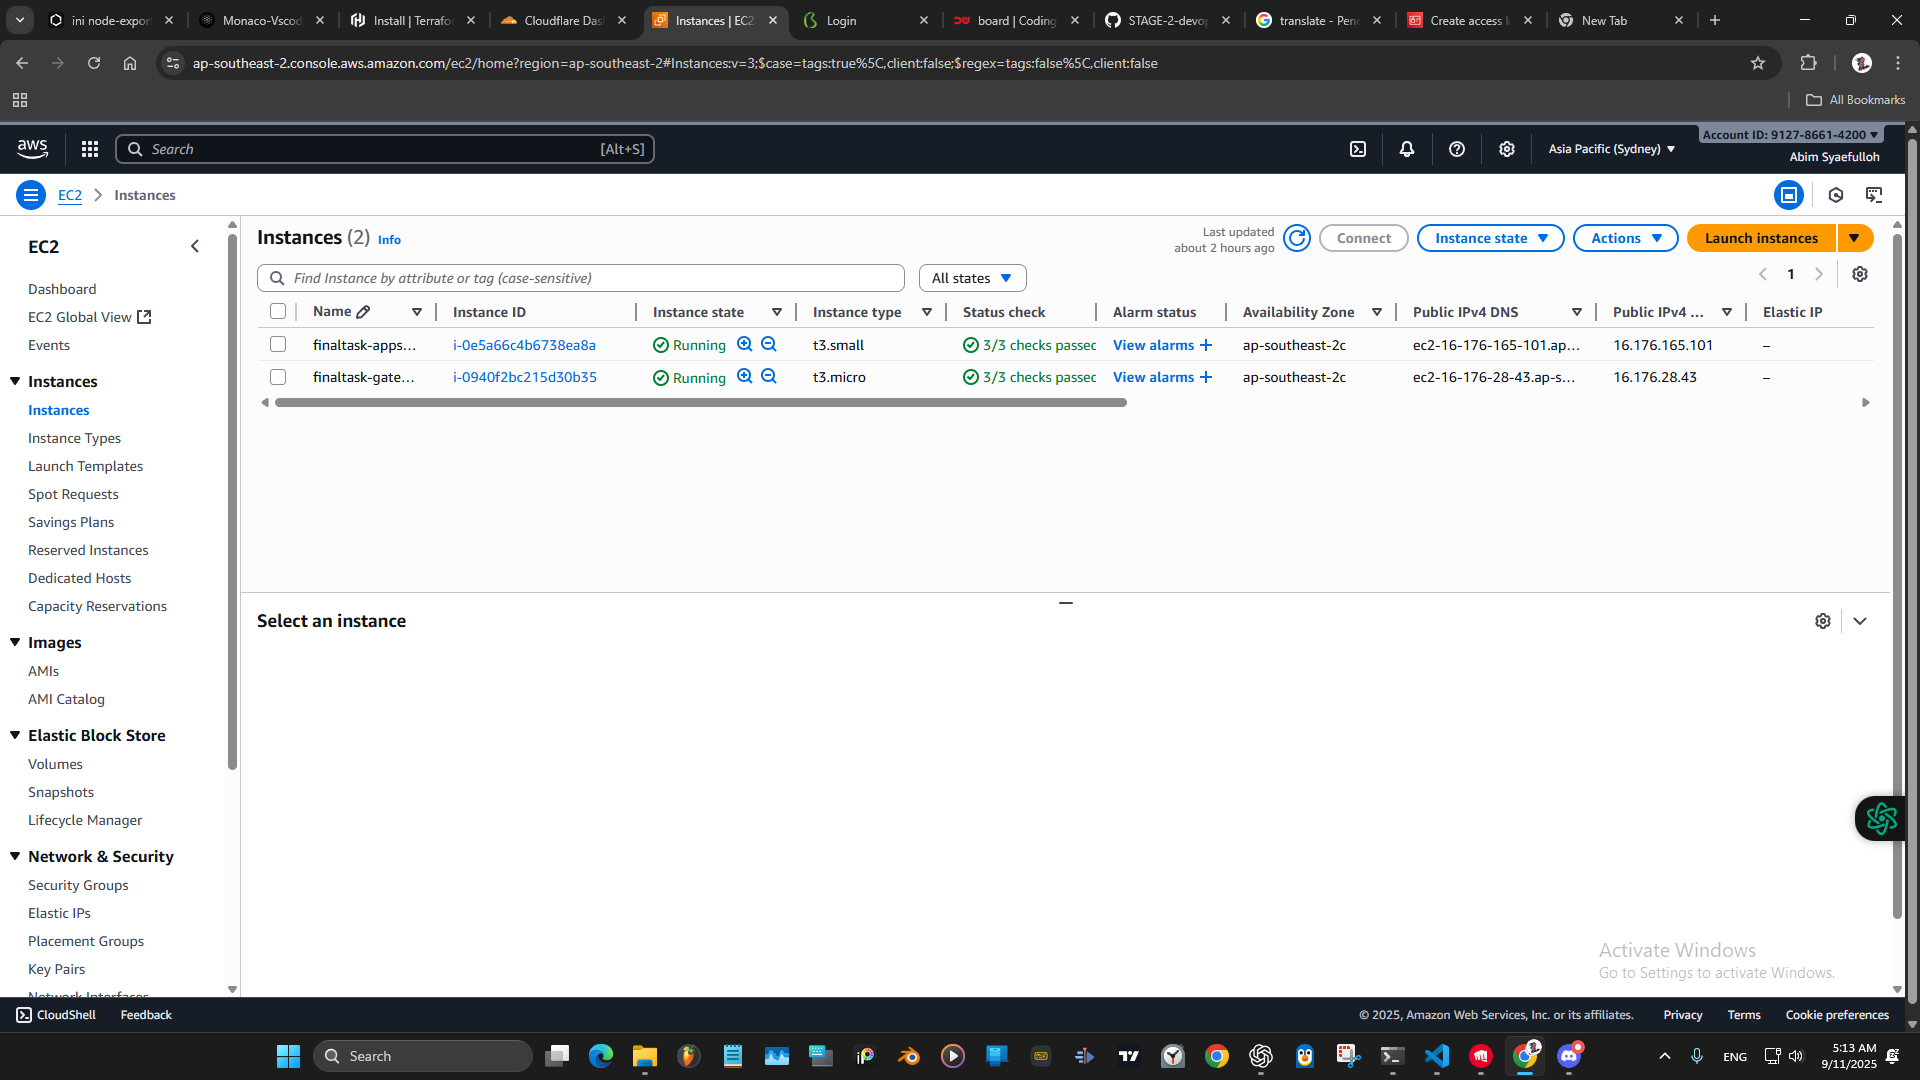 ini node-export
Monaco-Vscod
Install | Terrafor
Cloudflare Das
Instances | EC2
Login
board | Coding
STAGE-2-devop
translate - Pene
Create access k
New Tab
ap-southeast-2.console.aws.amazon.com/ec2/home?region=ap-southeast-2#Instances:v=3;$case=tags:true%5C,client:false;$regex=tags:false%5C,client:false
All Bookmarks
aws
Search [Alt+S]
Asia Pacific (Sydney)
Account ID: 9127-8661-4200
Abim Syaefulloh
EC2 Instances
EC2
Dashboard
EC2 Global View
Events
Instances
Instances
Instance Types
Launch Templates
Spot Requests
Savings Plans
Reserved Instances
Dedicated Hosts
Capacity Reservations
Images
AMIs
AMI Catalog
Elastic Block Store
Volumes
Snapshots
Lifecycle Manager
Network & Security
Security Groups
Elastic IPs
Placement Groups
Key Pairs
Network Interfaces
Instances (2) Info
Last updated
about 2 hours ago
Connect
Instance state
Actions
Launch instances
Find Instance by attribute or tag (case-sensitive)
All states
1
Name Instance ID Instance state Instance type Status check Alarm status Availability Zone Public IPv4 DNS Public IPv4 ... Elastic IP
finaltask-apps... i-0e5a66c4b6738ea8a Running t3.small 3/3 checks passed View alarms + ap-southeast-2c ec2-16-176-165-101.ap... 16.176.165.101 –
finaltask-gate... i-0940f2bc215d30b35 Running t3.micro 3/3 checks passed View alarms + ap-southeast-2c ec2-16-176-28-43.ap-s... 16.176.28.43 –
Select an instance
Activate Windows
Go to Settings to activate Windows.
CloudShell Feedback
© 2025, Amazon Web Services, Inc. or its affiliates. Privacy Terms Cookie preferences
Search
ENG
5:13 AM
9/11/2025